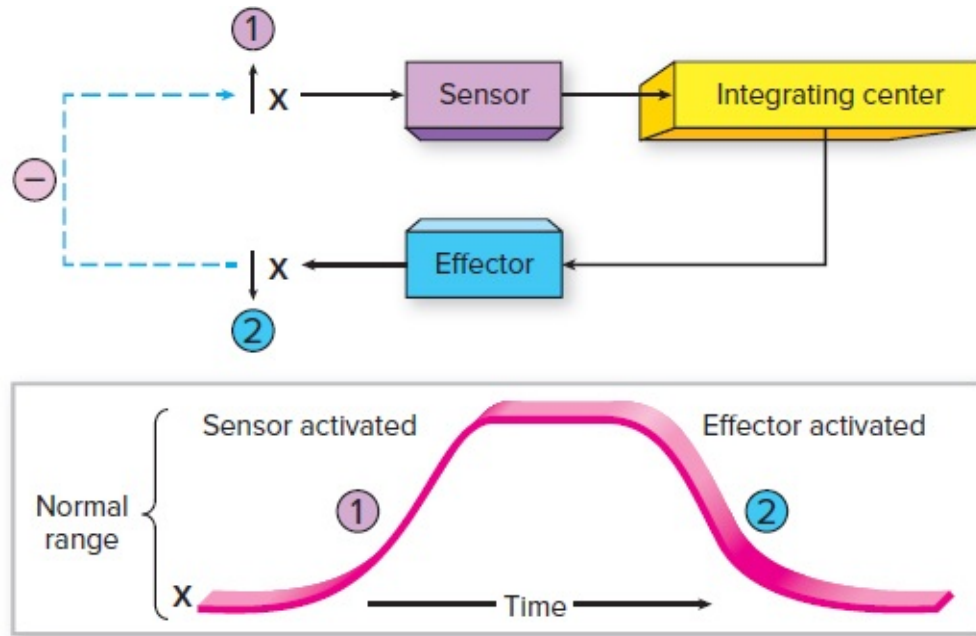 1
X
Sensor
Integrating center
−
X
Effector
2
Sensor activated
Effector activated
Normal
range
1
2
X
Time